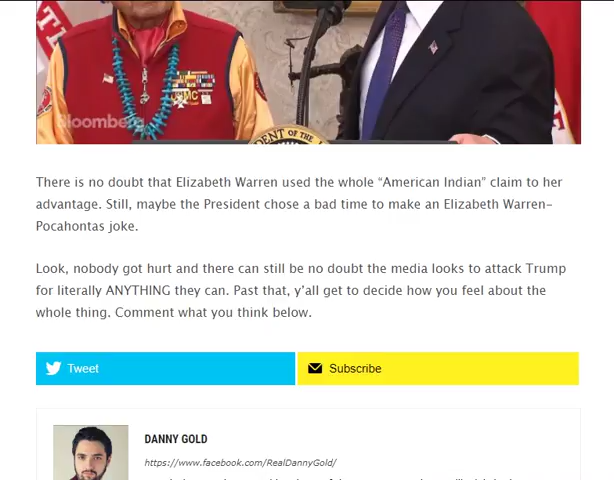 Bloomberg
USMC
DENT OF THE
There is no doubt that Elizabeth Warren used the whole “American Indian” claim to her
advantage. Still, maybe the President chose a bad time to make an Elizabeth Warren-
Pocahontas joke.
Look, nobody got hurt and there can still be no doubt the media looks to attack Trump
for literally ANYTHING they can. Past that, y’all get to decide how you feel about the
whole thing. Comment what you think below.
Tweet
Subscribe
DANNY GOLD
https://www.facebook.com/RealDannyGold/